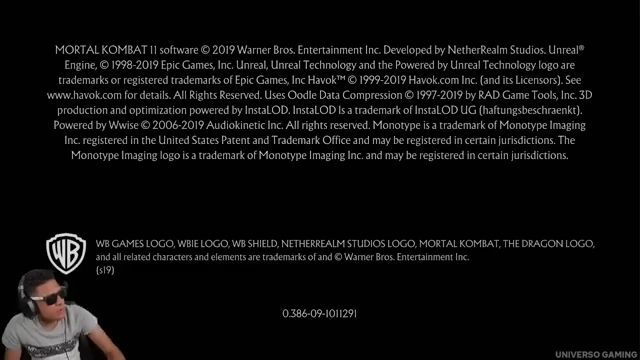 MORTAL KOMBAT 11 software © 2019 Warner Bros. Entertainment Inc. Developed by NetherRealm Studios. Unreal®
Engine, © 1998-2019 Epic Games, Inc. Unreal, Unreal Technology and the Powered by Unreal Technology logo are
trademarks or registered trademarks of Epic Games, Inc Havok™ © 1999-2019 Havok.com Inc. (and its Licensors). See
www.havok.com for details. All Rights Reserved. Uses Oodle Data Compression © 1997-2019 by RAD Game Tools, Inc. 3D
production and optimization powered by InstaLOD. InstaLOD Is a trademark of InstaLOD UG (haftungsbeschraenkt).
Powered by Wwise © 2006-2019 Audiokinetic Inc. All rights reserved. Monotype is a trademark of Monotype Imaging
Inc. registered in the United States Patent and Trademark Office and may be registered in certain jurisdictions. The
Monotype Imaging logo is a trademark of Monotype Imaging Inc. and may be registered in certain jurisdictions.
WB
WB GAMES LOGO, WBIE LOGO, WB SHIELD, NETHERREALM STUDIOS LOGO, MORTAL KOMBAT, THE DRAGON LOGO,
and all related characters and elements are trademarks of and © Warner Bros. Entertainment Inc.
(s19)
0.386-09-1011291
UNIVERSO GAMING